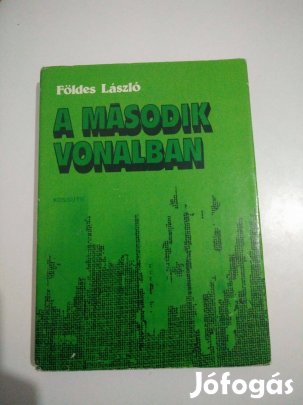 Földes László
A MÁSODIK
VONALBAN
KOSSUTH
Jófogás